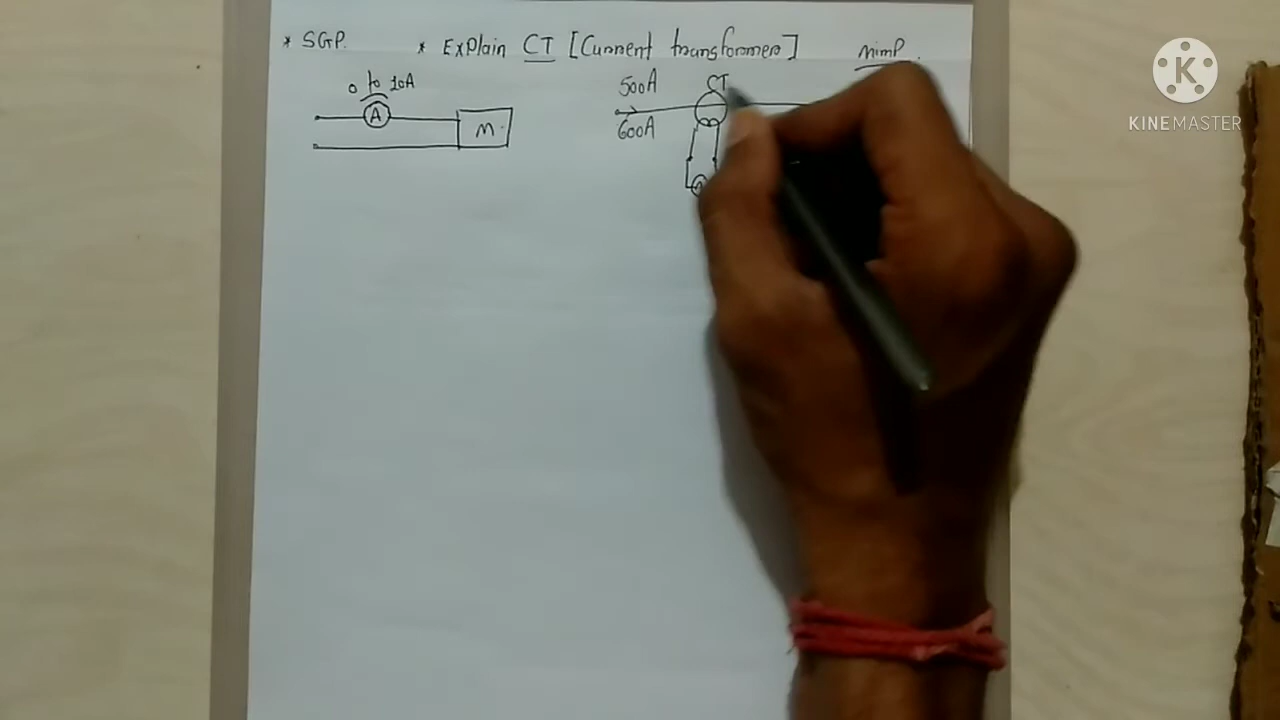 * SGP. * Explain CT [Current transformer] mimp.
0 to 10A
A
M
500A
600A
CT
K
KINEMASTER